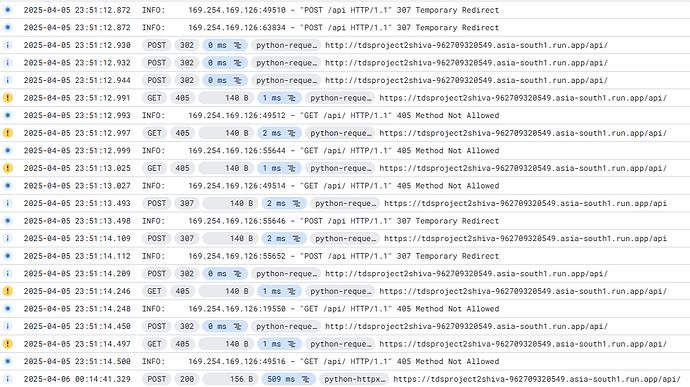 2025-04-05 23:51:12.872 INFO: 169.254.169.126:49510 - "POST /api HTTP/1.1" 307 Temporary Redirect
2025-04-05 23:51:12.872 INFO: 169.254.169.126:63834 - "POST /api HTTP/1.1" 307 Temporary Redirect
2025-04-05 23:51:12.930 POST 302 0 ms python-reque… http://tdsproject2shiva-962709320549.asia-south1.run.app/api/
2025-04-05 23:51:12.932 POST 302 0 ms python-reque… http://tdsproject2shiva-962709320549.asia-south1.run.app/api/
2025-04-05 23:51:12.944 POST 302 0 ms python-reque… http://tdsproject2shiva-962709320549.asia-south1.run.app/api/
2025-04-05 23:51:12.991 GET 405 140 B 1 ms python-reque… https://tdsproject2shiva-962709320549.asia-south1.run.app/api/
2025-04-05 23:51:12.993 INFO: 169.254.169.126:49512 - "GET /api/ HTTP/1.1" 405 Method Not Allowed
2025-04-05 23:51:12.997 GET 405 140 B 2 ms python-reque… https://tdsproject2shiva-962709320549.asia-south1.run.app/api/
2025-04-05 23:51:12.999 INFO: 169.254.169.126:55644 - "GET /api/ HTTP/1.1" 405 Method Not Allowed
2025-04-05 23:51:13.025 GET 405 140 B 1 ms python-reque… https://tdsproject2shiva-962709320549.asia-south1.run.app/api/
2025-04-05 23:51:13.027 INFO: 169.254.169.126:49514 - "GET /api/ HTTP/1.1" 405 Method Not Allowed
2025-04-05 23:51:13.493 POST 307 140 B 2 ms python-reque… https://tdsproject2shiva-962709320549.asia-south1.run.app/api
2025-04-05 23:51:13.498 INFO: 169.254.169.126:55646 - "POST /api HTTP/1.1" 307 Temporary Redirect
2025-04-05 23:51:14.109 POST 307 140 B 2 ms python-reque… https://tdsproject2shiva-962709320549.asia-south1.run.app/api
2025-04-05 23:51:14.112 INFO: 169.254.169.126:55652 - "POST /api HTTP/1.1" 307 Temporary Redirect
2025-04-05 23:51:14.209 POST 302 0 ms python-reque… http://tdsproject2shiva-962709320549.asia-south1.run.app/api/
2025-04-05 23:51:14.246 GET 405 140 B 1 ms python-reque… https://tdsproject2shiva-962709320549.asia-south1.run.app/api/
2025-04-05 23:51:14.248 INFO: 169.254.169.126:19550 - "GET /api/ HTTP/1.1" 405 Method Not Allowed
2025-04-05 23:51:14.450 POST 302 0 ms python-reque… http://tdsproject2shiva-962709320549.asia-south1.run.app/api/
2025-04-05 23:51:14.497 GET 405 140 B 1 ms python-reque… https://tdsproject2shiva-962709320549.asia-south1.run.app/api/
2025-04-05 23:51:14.500 INFO: 169.254.169.126:49516 - "GET /api/ HTTP/1.1" 405 Method Not Allowed
2025-04-06 00:14:41.329 POST 200 156 B 509 ms python-httpx… https://tdsproject2shiva-962709320549.asia-south1.run.app/api/